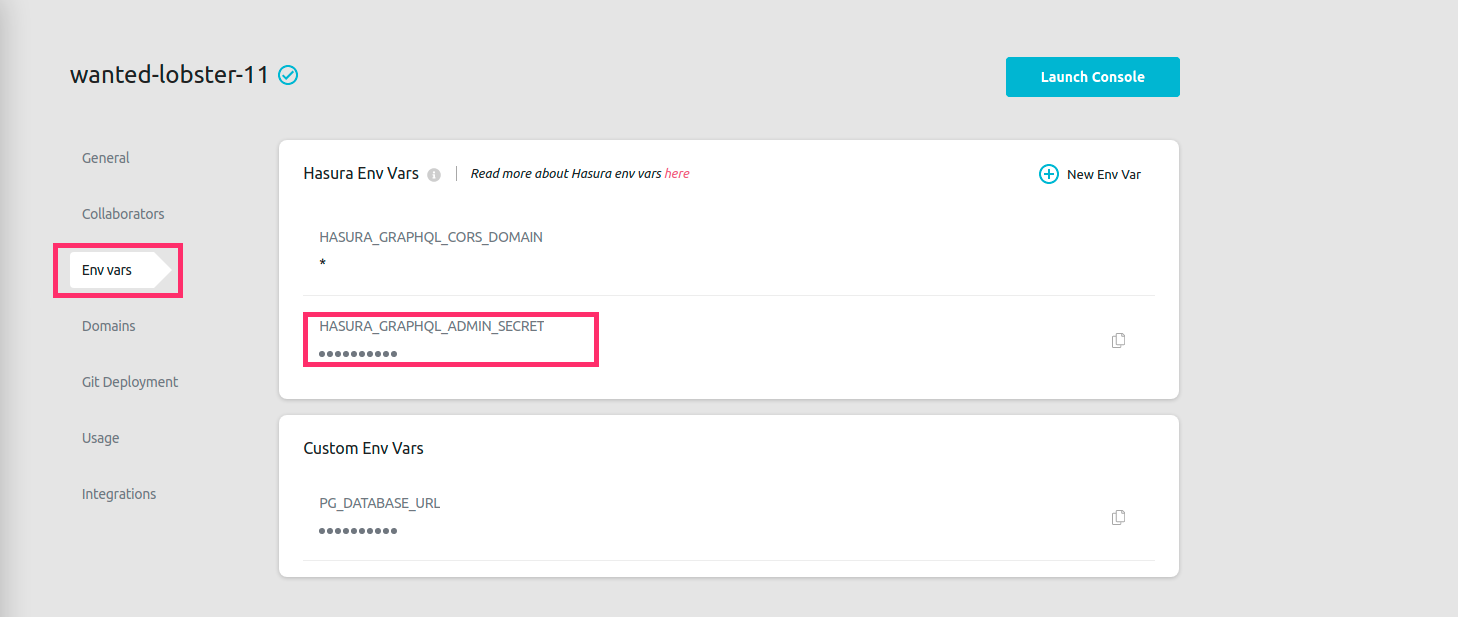 wanted-lobster-11
Launch Console
General
Collaborators
Env vars
Domains
Git Deployment
Usage
Integrations
Hasura Env Vars i | Read more about Hasura env vars here
New Env Var
HASURA_GRAPHQL_CORS_DOMAIN
*
HASURA_GRAPHQL_ADMIN_SECRET
••••••••••
Custom Env Vars
PG_DATABASE_URL
••••••••••